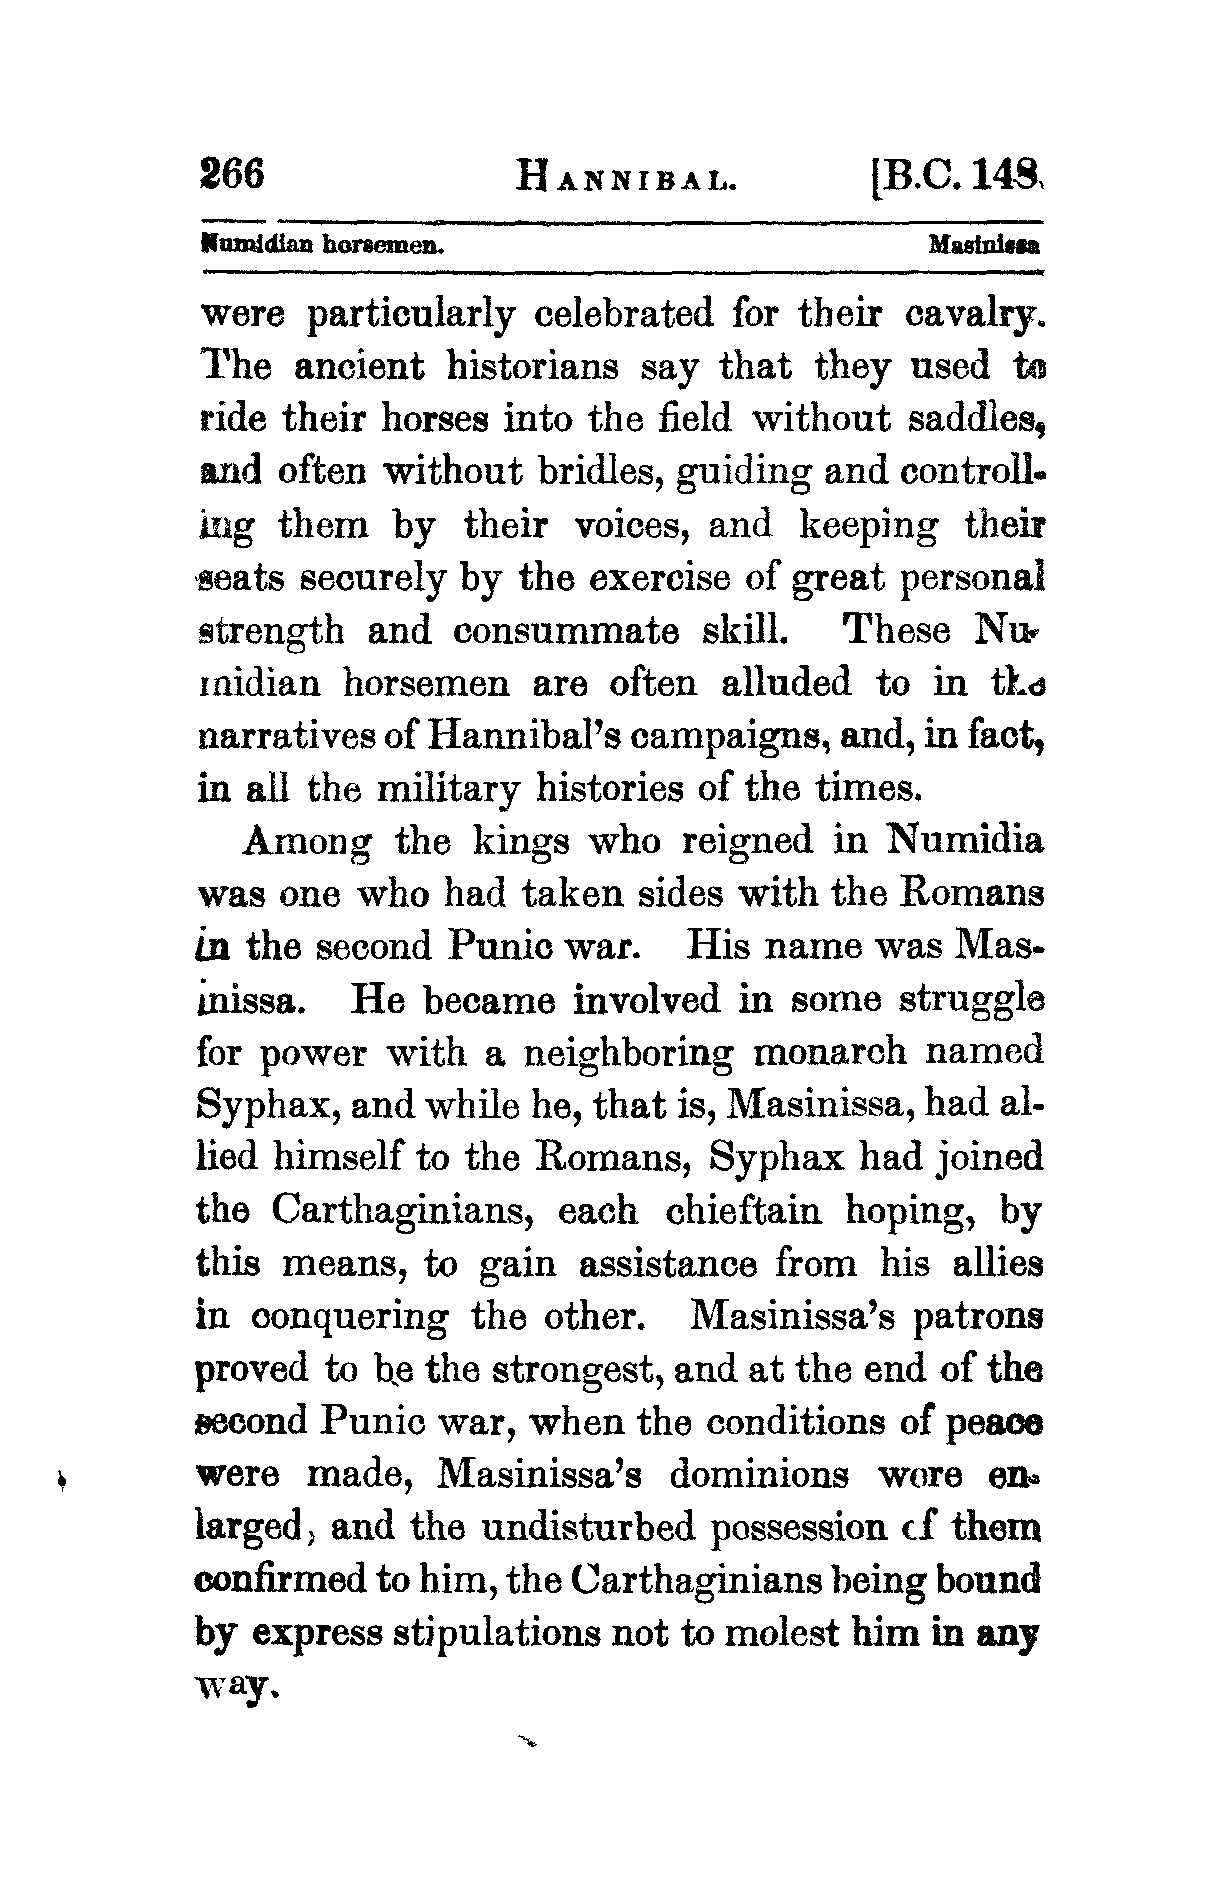 266 HANNIBAL. [B.C. 148.
Numidian horsemen. Masinissa
were particularly celebrated for their cavalry.
The ancient historians say that they used to
ride their horses into the field without saddles,
and often without bridles, guiding and controll-
ing them by their voices, and keeping their
seats securely by the exercise of great personal
strength and consummate skill. These Nu-
midian horsemen are often alluded to in the
narratives of Hannibal's campaigns, and, in fact,
in all the military histories of the times.
Among the kings who reigned in Numidia
was one who had taken sides with the Romans
in the second Punic war. His name was Mas-
inissa. He became involved in some struggle
for power with a neighboring monarch named
Syphax, and while he, that is, Masinissa, had al-
lied himself to the Romans, Syphax had joined
the Carthaginians, each chieftain hoping, by
this means, to gain assistance from his allies
in conquering the other. Masinissa's patrons
proved to be the strongest, and at the end of the
second Punic war, when the conditions of peace
were made, Masinissa's dominions were en-
larged, and the undisturbed possession of them
confirmed to him, the Carthaginians being bound
by express stipulations not to molest him in any
way.